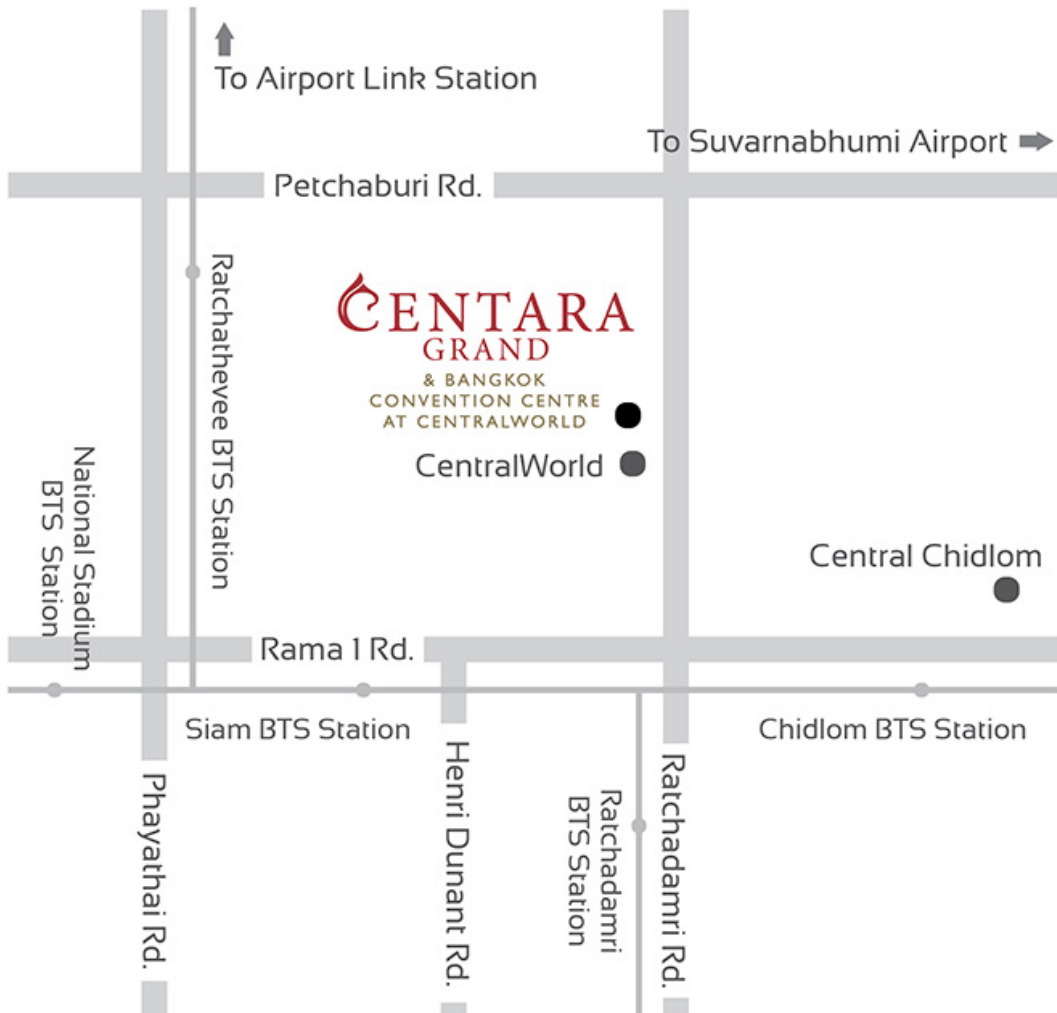 To Airport Link Station
To Suvarnabhumi Airport
Petchaburi Rd.
Ratchathevee BTS Station
CENTARA
GRAND
& BANGKOK
CONVENTION CENTRE
AT CENTRALWORLD
CentralWorld
National Stadium
BTS Station
Central Chidlom
Rama 1 Rd.
Siam BTS Station
Chidlom BTS Station
Phayathai Rd.
Henri Dunant Rd.
Ratchadamri
BTS Station
Ratchadamri Rd.